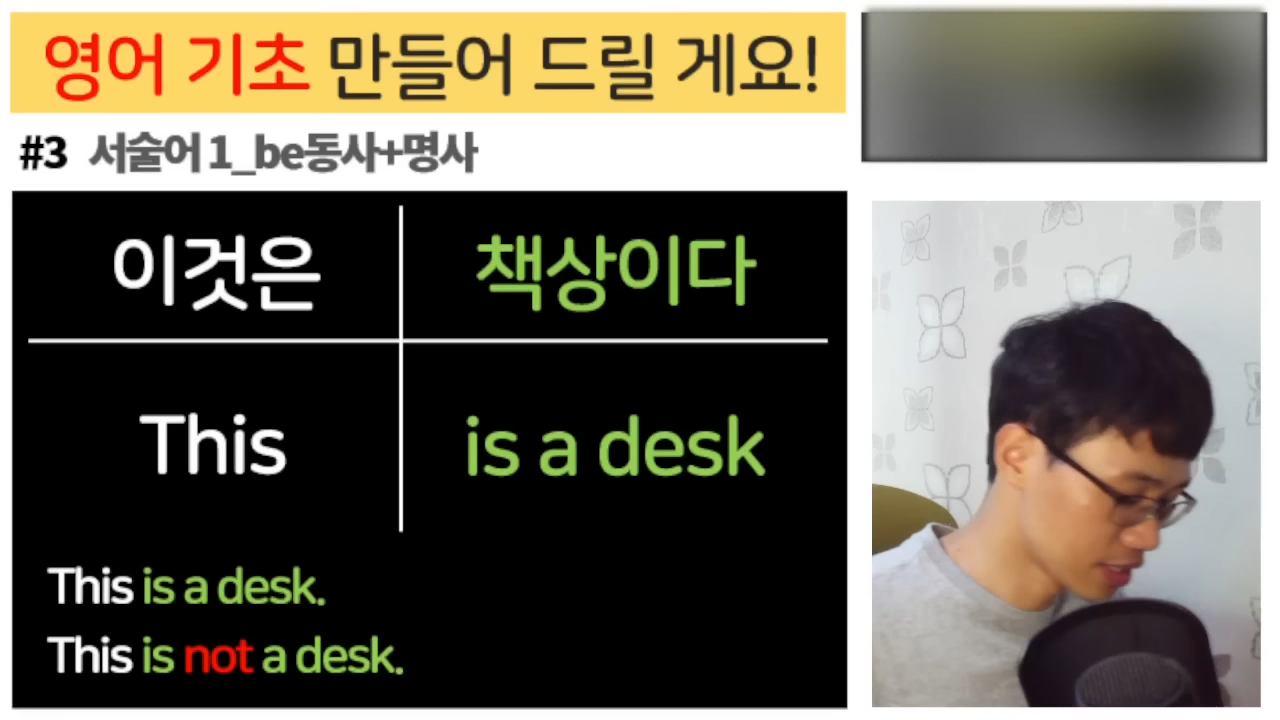 영어 기초 만들어 드릴 게요!
#3 서술어 1_be동사+명사
이것은 책상이다
This is a desk
This is a desk.
This is not a desk.